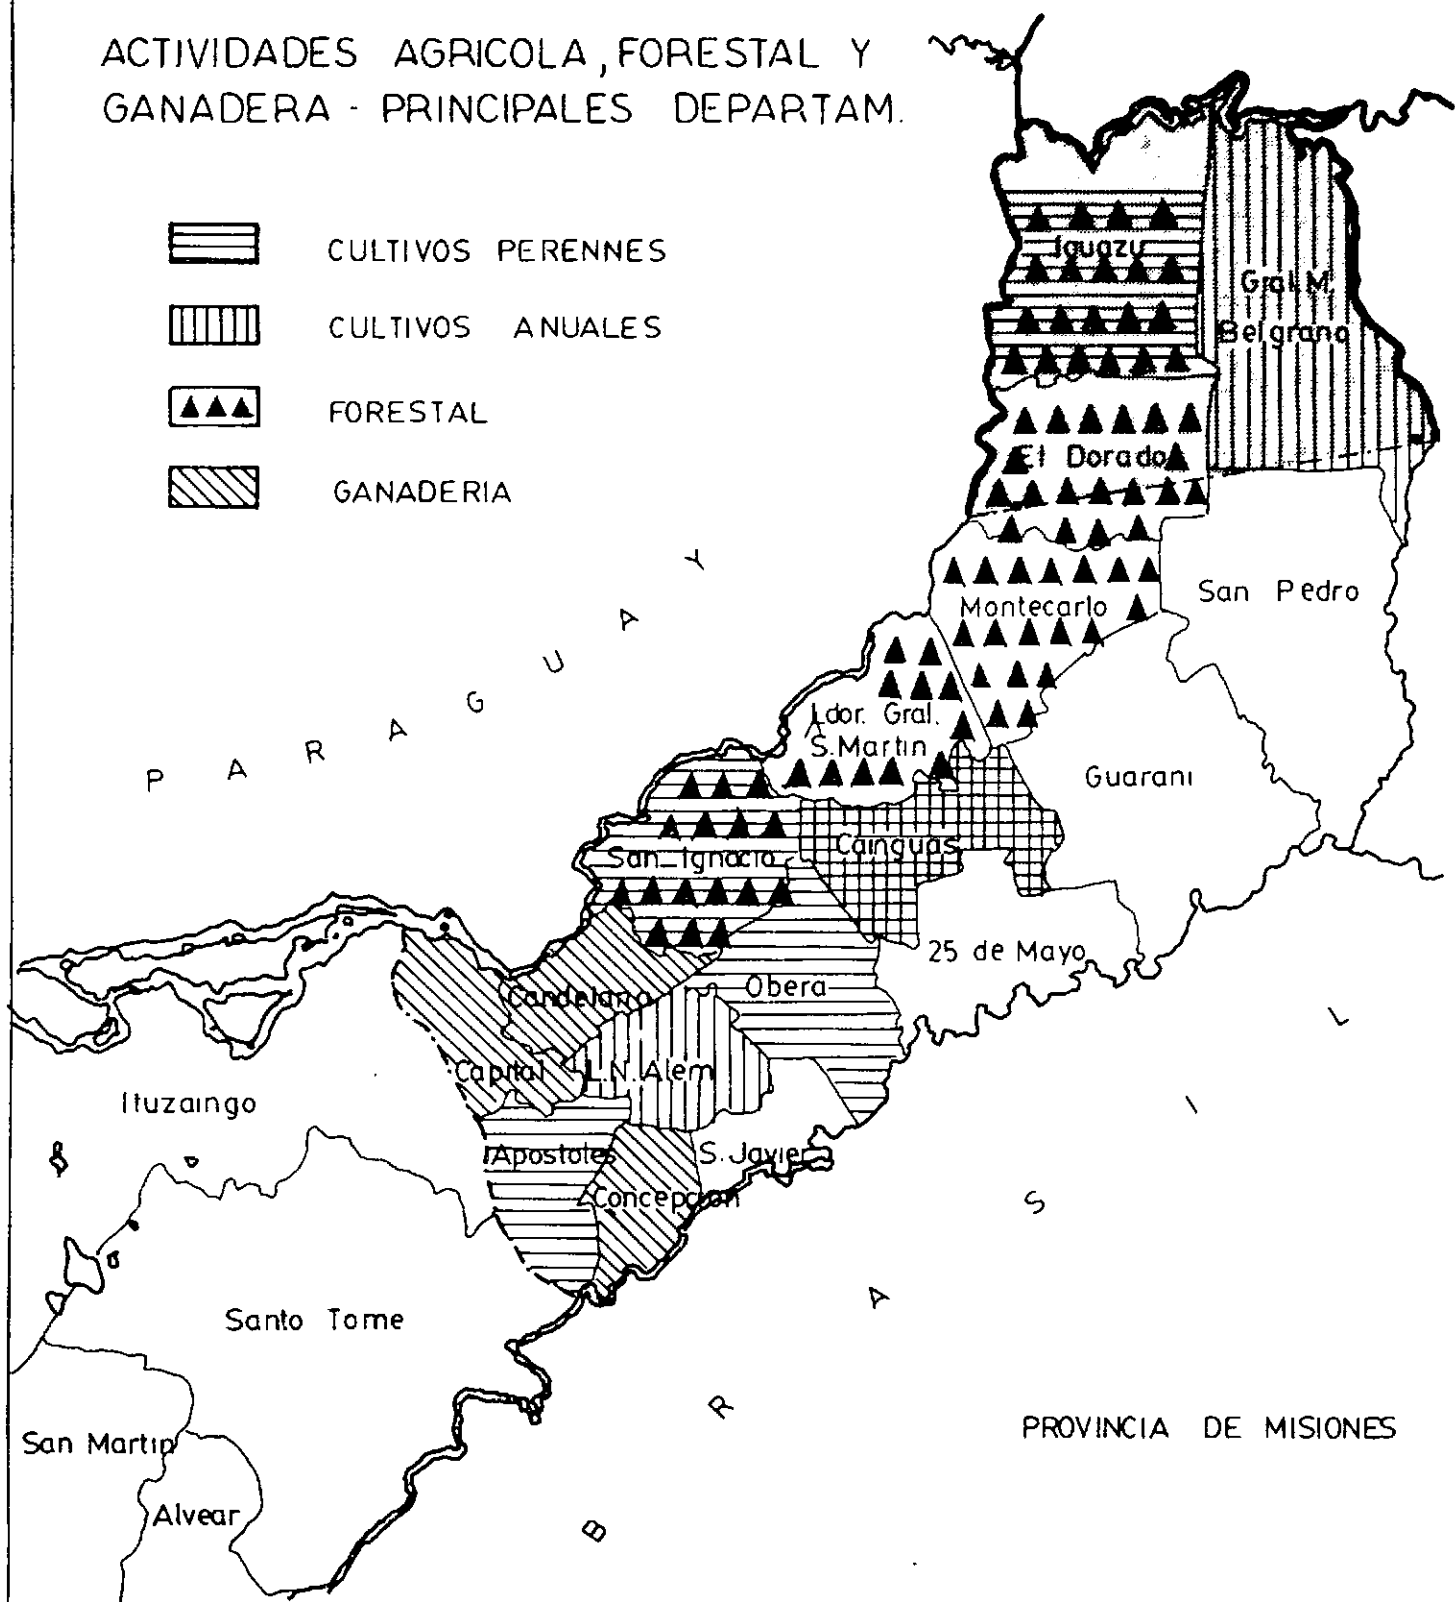 ACTIVIDADES AGRICOLA, FORESTAL Y
GANADERA - PRINCIPALES DEPARTAM.
CULTIVOS PERENNES
CULTIVOS ANUALES
FORESTAL
GANADERIA
Iguazu
Gral. M.
Belgrano
El Dorado
San Pedro
Montecarlo
PARAGUAY
Ldor. Gral.
S. Martin
Guarani
Cainguas
San Ignacio
25 de Mayo
Obera
Candelaria
Capital
L.N. Alem
Ituzaingo
Apostoles
S. Javier
Concepcion
BRASIL
Santo Tome
San Martin
Alvear
PROVINCIA DE MISIONES